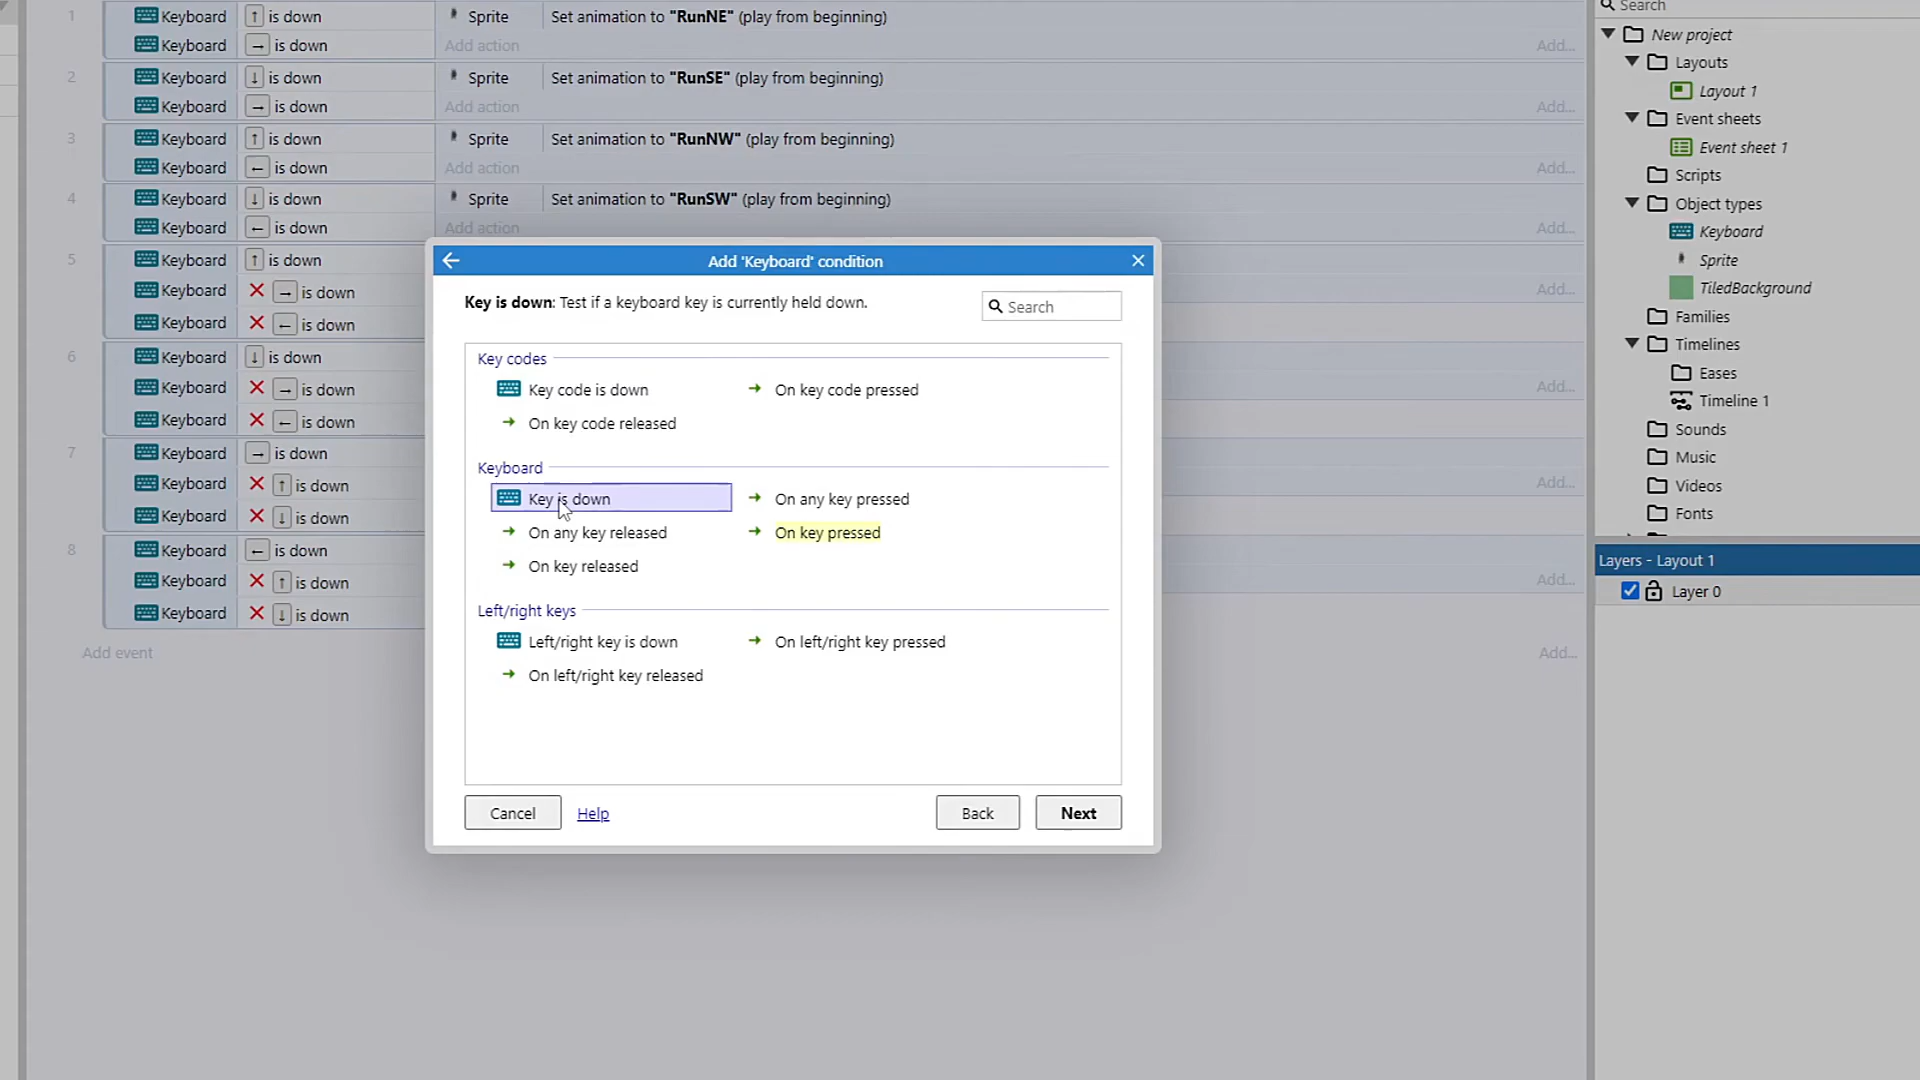 1 Keyboard ↑ is down Sprite Set animation to "RunNE" (play from beginning)
Keyboard → is down Add action Add...
2 Keyboard ↓ is down Sprite Set animation to "RunSE" (play from beginning)
Keyboard → is down Add action Add...
3 Keyboard ↑ is down Sprite Set animation to "RunNW" (play from beginning)
Keyboard ← is down Add action Add...
4 Keyboard ↓ is down Sprite Set animation to "RunSW" (play from beginning)
Keyboard ← is down Add action Add...
5 Keyboard ↑ is down
Keyboard → is down Add...
Keyboard ← is down
6 Keyboard ↓ is down
Keyboard → is down Add...
Keyboard ← is down
7 Keyboard → is down
Keyboard ↑ is down
Keyboard ↓ is down
8 Keyboard ← is down
Keyboard ↑ is down Add...
Keyboard ↓ is down
Add event Add...
Add 'Keyboard' condition
Key is down: Test if a keyboard key is currently held down.
Search
Key codes
Key code is down On key code pressed
On key code released
Keyboard
Key is down On any key pressed
On any key released On key pressed
On key released
Left/right keys
Left/right key is down On left/right key pressed
On left/right key released
Cancel Help Back Next
Search
New project
Layouts
Layout 1
Event sheets
Event sheet 1
Scripts
Object types
Keyboard
Sprite
TiledBackground
Families
Timelines
Eases
Timeline 1
Sounds
Music
Videos
Fonts
Layers - Layout 1
Layer 0